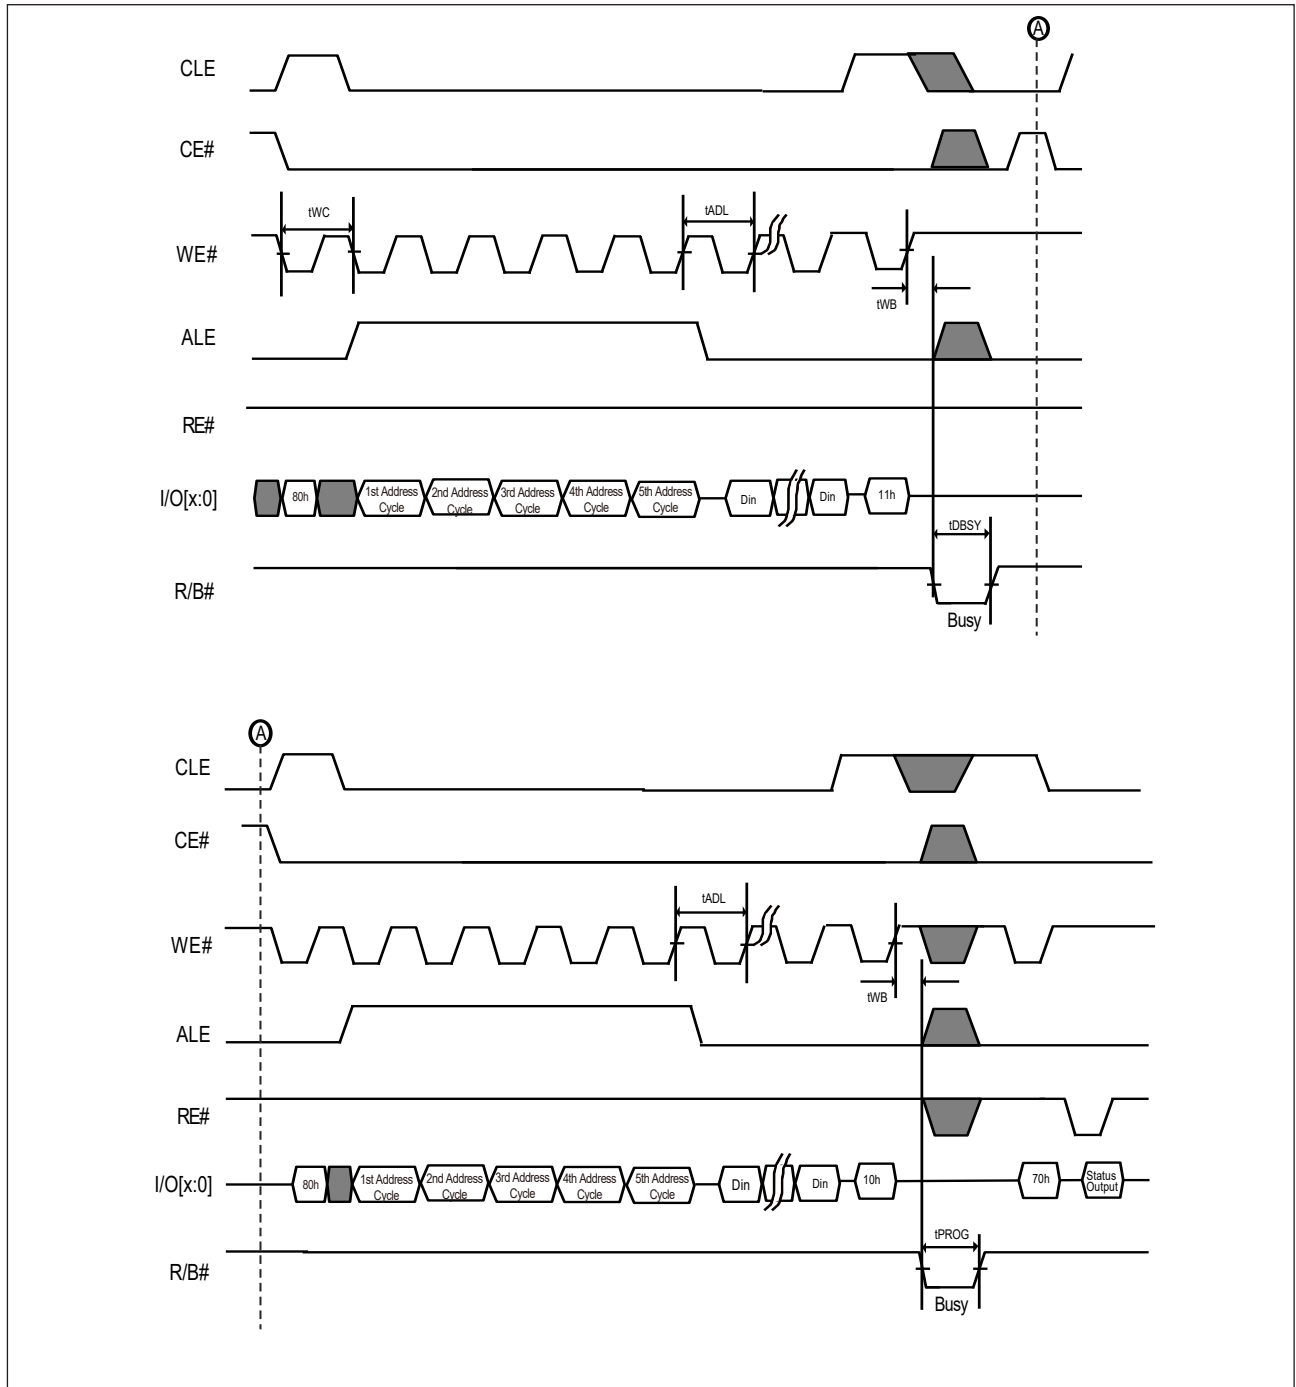 A
CLE
CE#
tWC
tADL
WE#
tWB
ALE
RE#
I/O[x:0]
80h
1st Address
Cycle
2nd Address
Cycle
3rd Address
Cycle
4th Address
Cycle
5th Address
Cycle
Din
Din
11h
tDBSY
R/B#
Busy
A
CLE
CE#
tADL
WE#
tWB
ALE
RE#
I/O[x:0]
80h
1st Address
Cycle
2nd Address
Cycle
3rd Address
Cycle
4th Address
Cycle
5th Address
Cycle
Din
Din
10h
70h
Status
Output
tPROG
R/B#
Busy